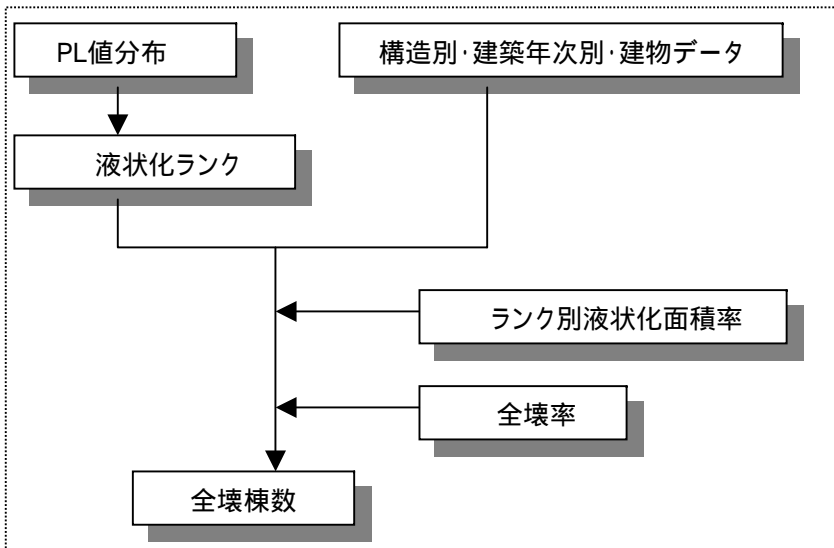 PL値分布
構造別・建築年次別・建物データ
液状化ランク
ランク別液状化面積率
全壊率
全壊棟数